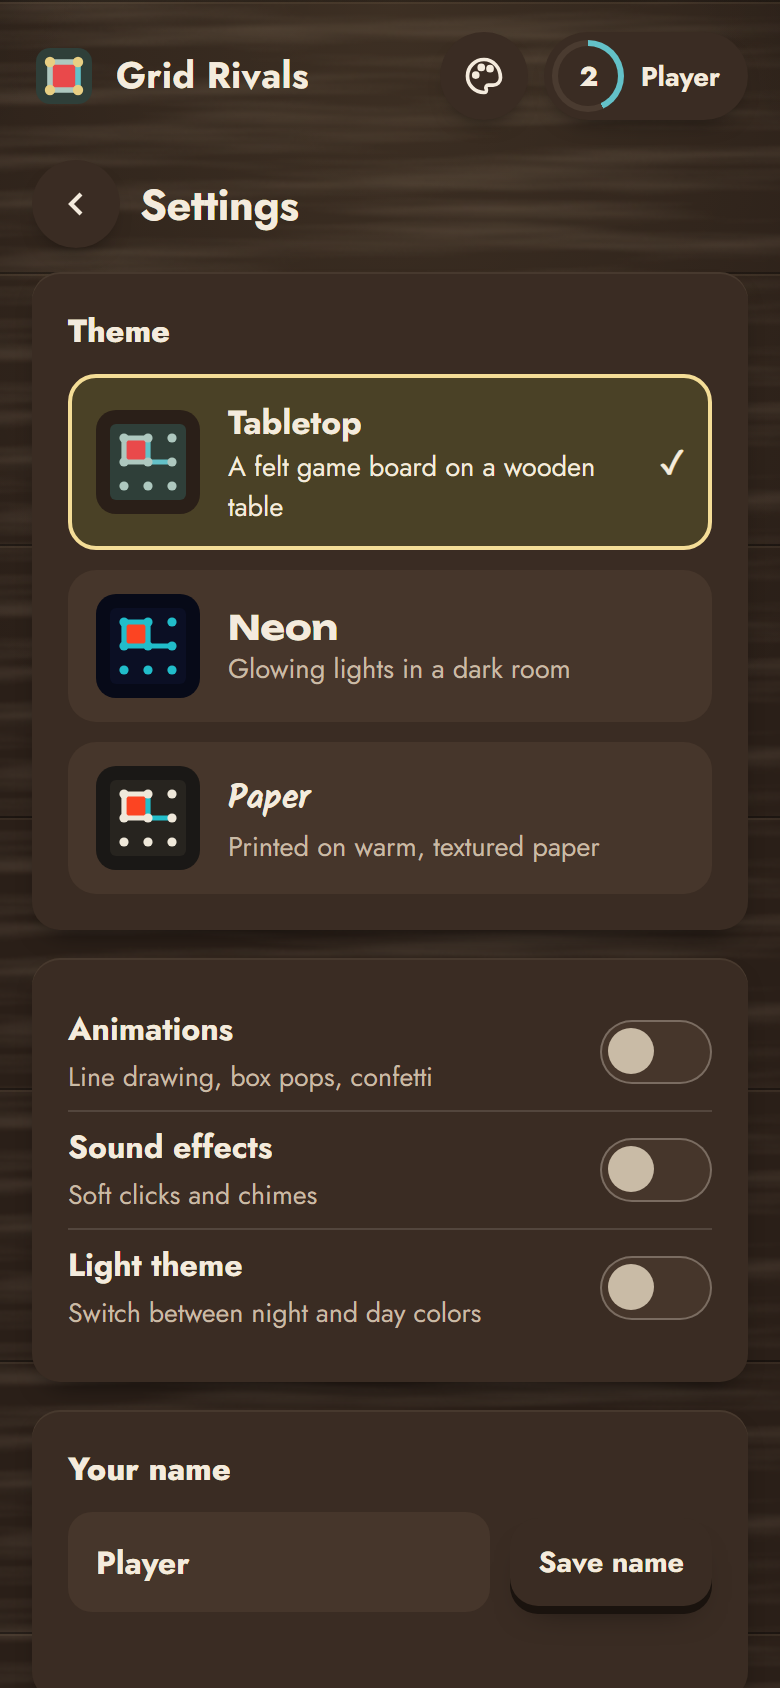 Grid Rivals
2
Player
Settings
Theme
Tabletop
A felt game board on a wooden
table
Neon
Glowing lights in a dark room
Paper
Printed on warm, textured paper
Animations
Line drawing, box pops, confetti
Sound effects
Soft clicks and chimes
Light theme
Switch between night and day colors
Your name
Player
Save name